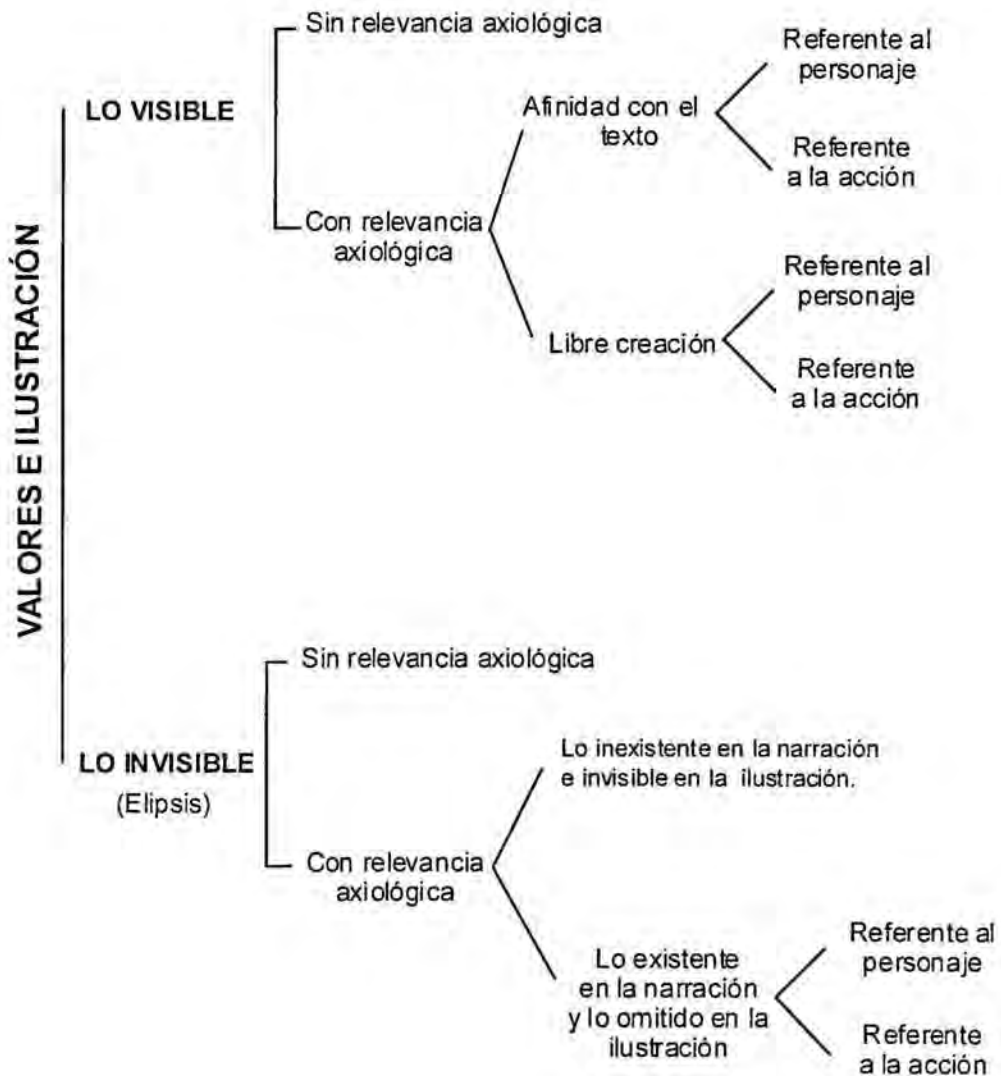 VALORES E ILUSTRACIÓN
LO VISIBLE
Sin relevancia axiológica
Con relevancia
axiológica
Afinidad con el
texto
Referente al
personaje
Referente
a la acción
Libre creación
Referente al
personaje
Referente
a la acción
LO INVISIBLE
(Elipsis)
Sin relevancia axiológica
Con relevancia
axiológica
Lo inexistente en la narración
e invisible en la ilustración.
Lo existente
en la narración
y lo omitido en la
ilustración
Referente al
personaje
Referente
a la acción